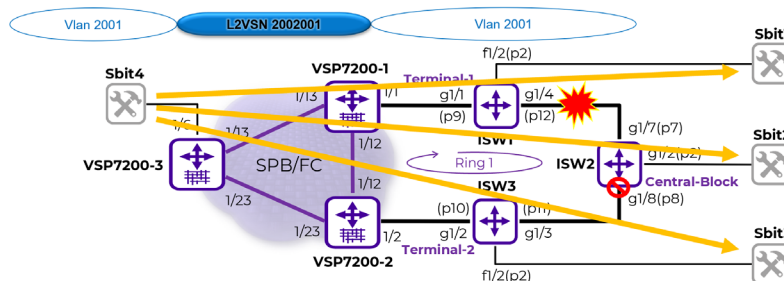 Vlan 2001
L2VSN 2002001
Vlan 2001
Sbit
f1/2(p2)
Sbit4
VSP7200-1
Terminal-1
1/1
1/13
g1/1
g1/4
(p9)
(p12)
1/6
1/13
ISW1
g1/7(p7)
Sbit2
VSP7200-3
1/12
SPB/FC
Ring 1
ISW2
g1/2(p2)
1/12
ISW3
Central-Block
1/23
g1/8(p8)
(p10)
(p11)
1/23
1/2
g1/2
g1/3
Terminal-2
Sbit
VSP7200-2
f1/2(p2)